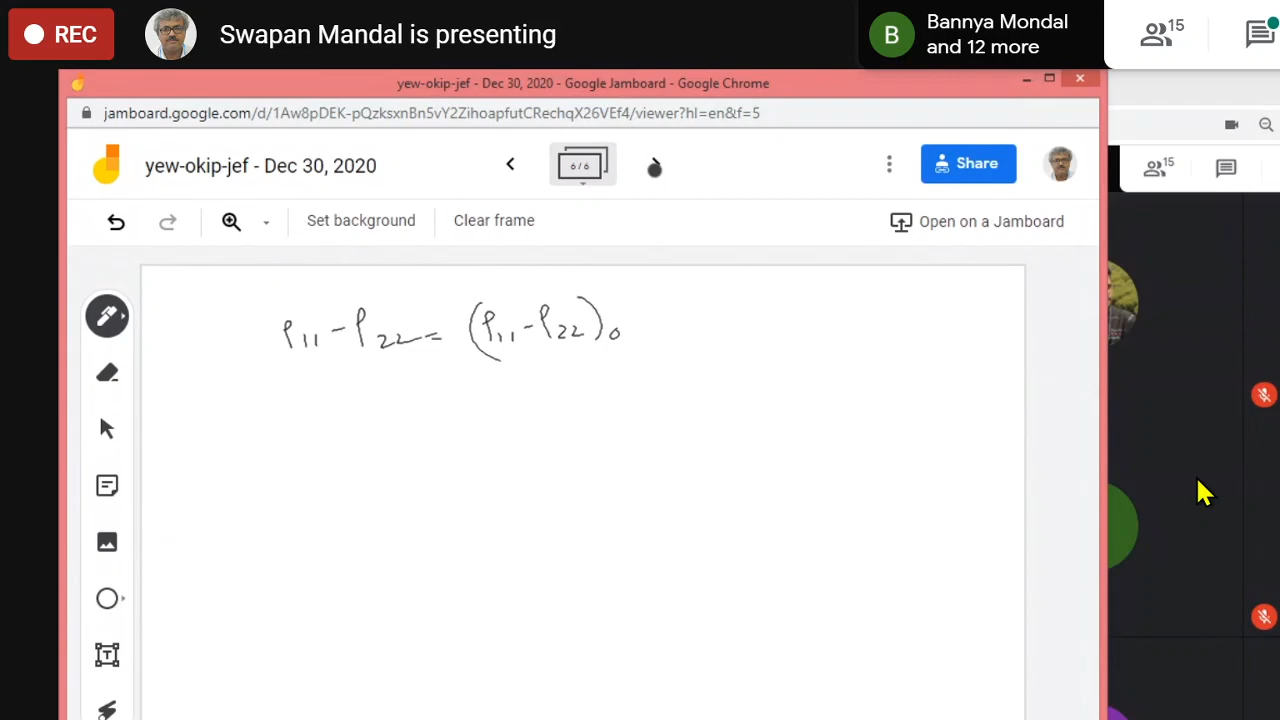 REC
Swapan Mandal is presenting
B
Bannya Mondal
and 12 more
15
yew-okip-jef - Dec 30, 2020 - Google Jamboard - Google Chrome
jamboard.google.com/d/1Aw8pDEK-pQzksxnBn5vY2ZihoapfutCRechqX26VEf4/viewer?hl=en&f=5
yew-okip-jef - Dec 30, 2020
6/6
Share
15
Set background
Clear frame
Open on a Jamboard
ρ₁₁ - ρ₂₂ = (ρ₁₁ - ρ₂₂)₀
T